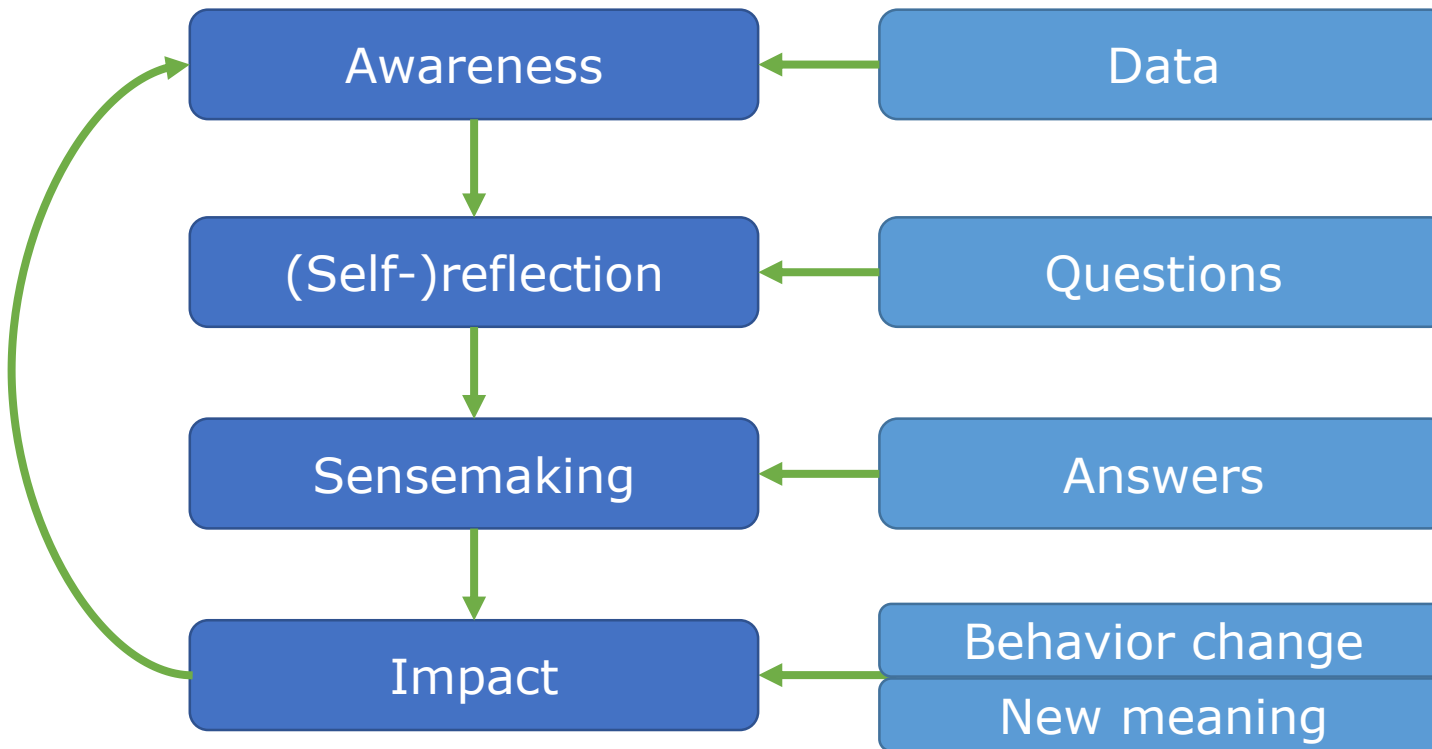 Awareness
Data
(Self-)reflection
Questions
Sensemaking
Answers
Impact
Behavior change
New meaning